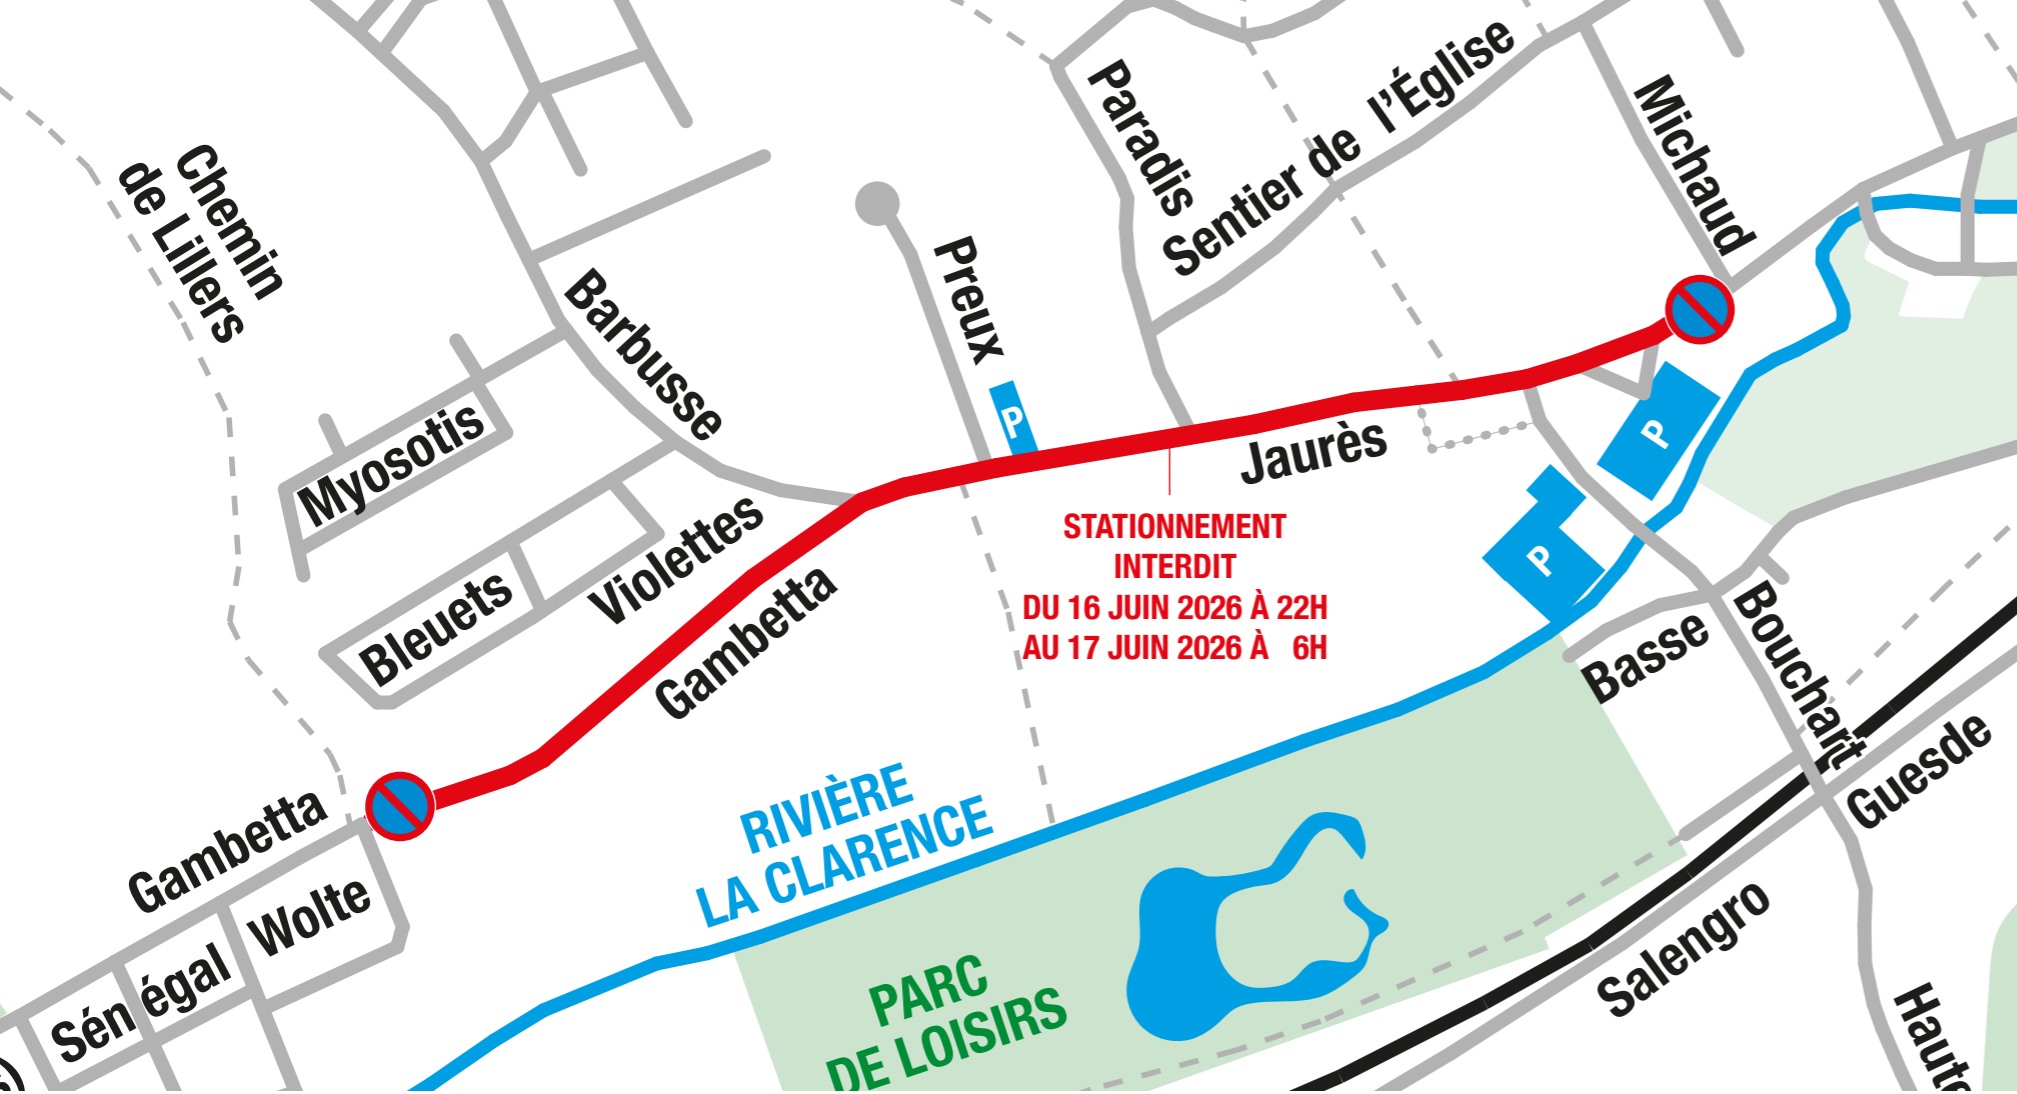 Chemin
de Lillers
Barbusse
Preux
Paradis
Sentier de l'Église
Michaud
Myosotis
Bleuets
Violettes
P
Jaurès
P
P
Gambetta
STATIONNEMENT
INTERDIT
DU 16 JUIN 2026 À 22H
AU 17 JUIN 2026 À 6H
Basse
Bouchart
Guesde
Salengro
Gambetta
Wolte
Sénégal
RIVIÈRE
LA CLARENCE
PARC
DE LOISIRS
Haute